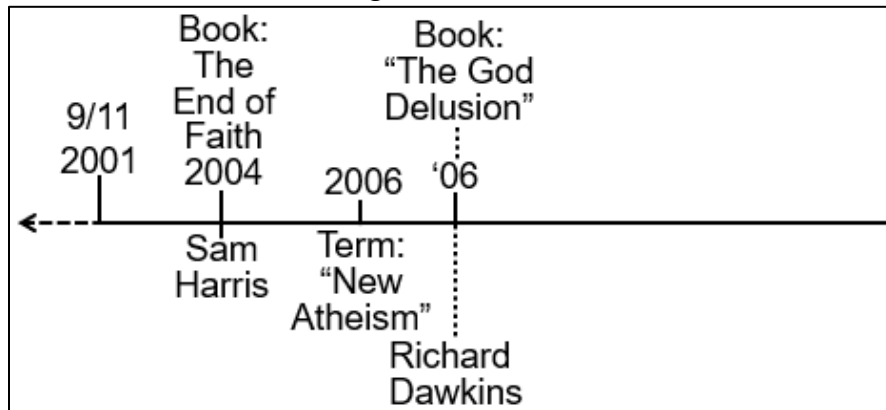 9/11
2001
Book:
The
End of
Faith
2004
Sam
Harris
2006
Term:
“New
Atheism”
Book:
“The God
Delusion”
‘06
Richard
Dawkins